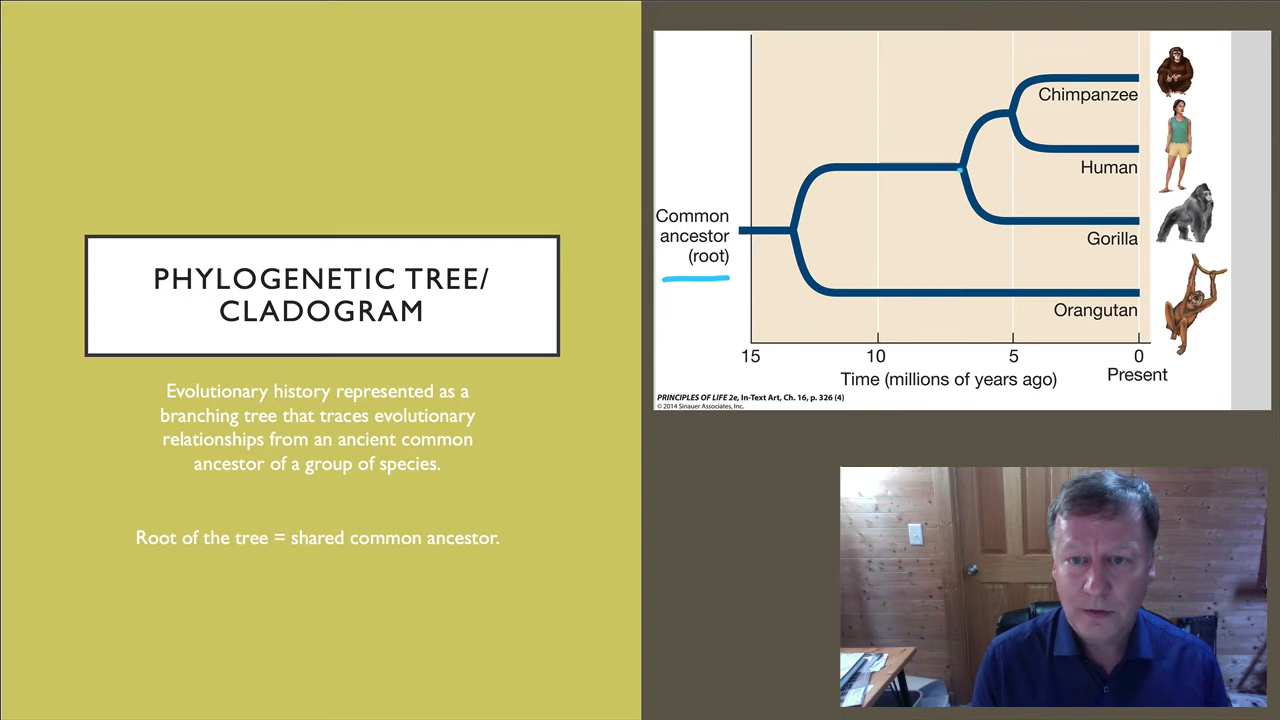 PHYLOGENETIC TREE/
CLADOGRAM
Evolutionary history represented as a
branching tree that traces evolutionary
relationships from an ancient common
ancestor of a group of species.
Root of the tree = shared common ancestor.
Common
ancestor
(root)
Chimpanzee
Human
Gorilla
Orangutan
15 10 5 0
Time (millions of years ago)
Present
PRINCIPLES OF LIFE 2e, In-Text Art, Ch. 16, p. 326 (4)
© 2014 Sinauer Associates, Inc.